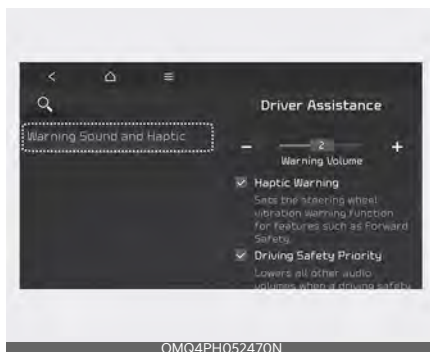 Warning Sound and Haptic
Driver Assistance
2
Warning Volume
Haptic Warning
Sets the steering wheel
vibration warning function
for features such as Forward
Safety.
Driving Safety Priority
Lowers all other audio
volumes when a driving safety
OMQ4PH052470N